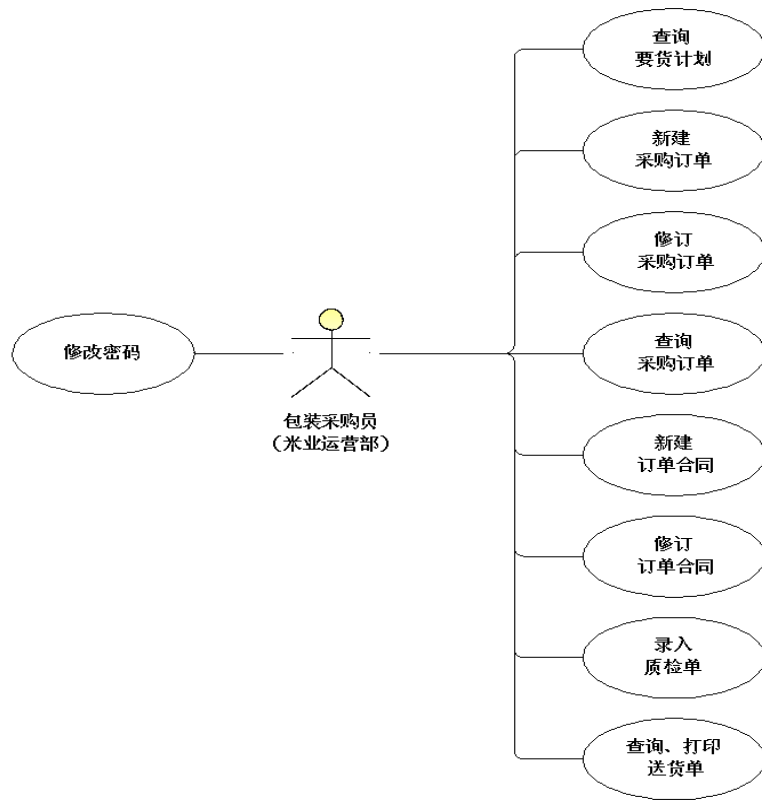 查询
要货计划
新建
采购订单
修订
采购订单
修改密码
查询
采购订单
包装采购员
（米业运营部）
新建
订单合同
修订
订单合同
录入
质检单
查询、打印
送货单